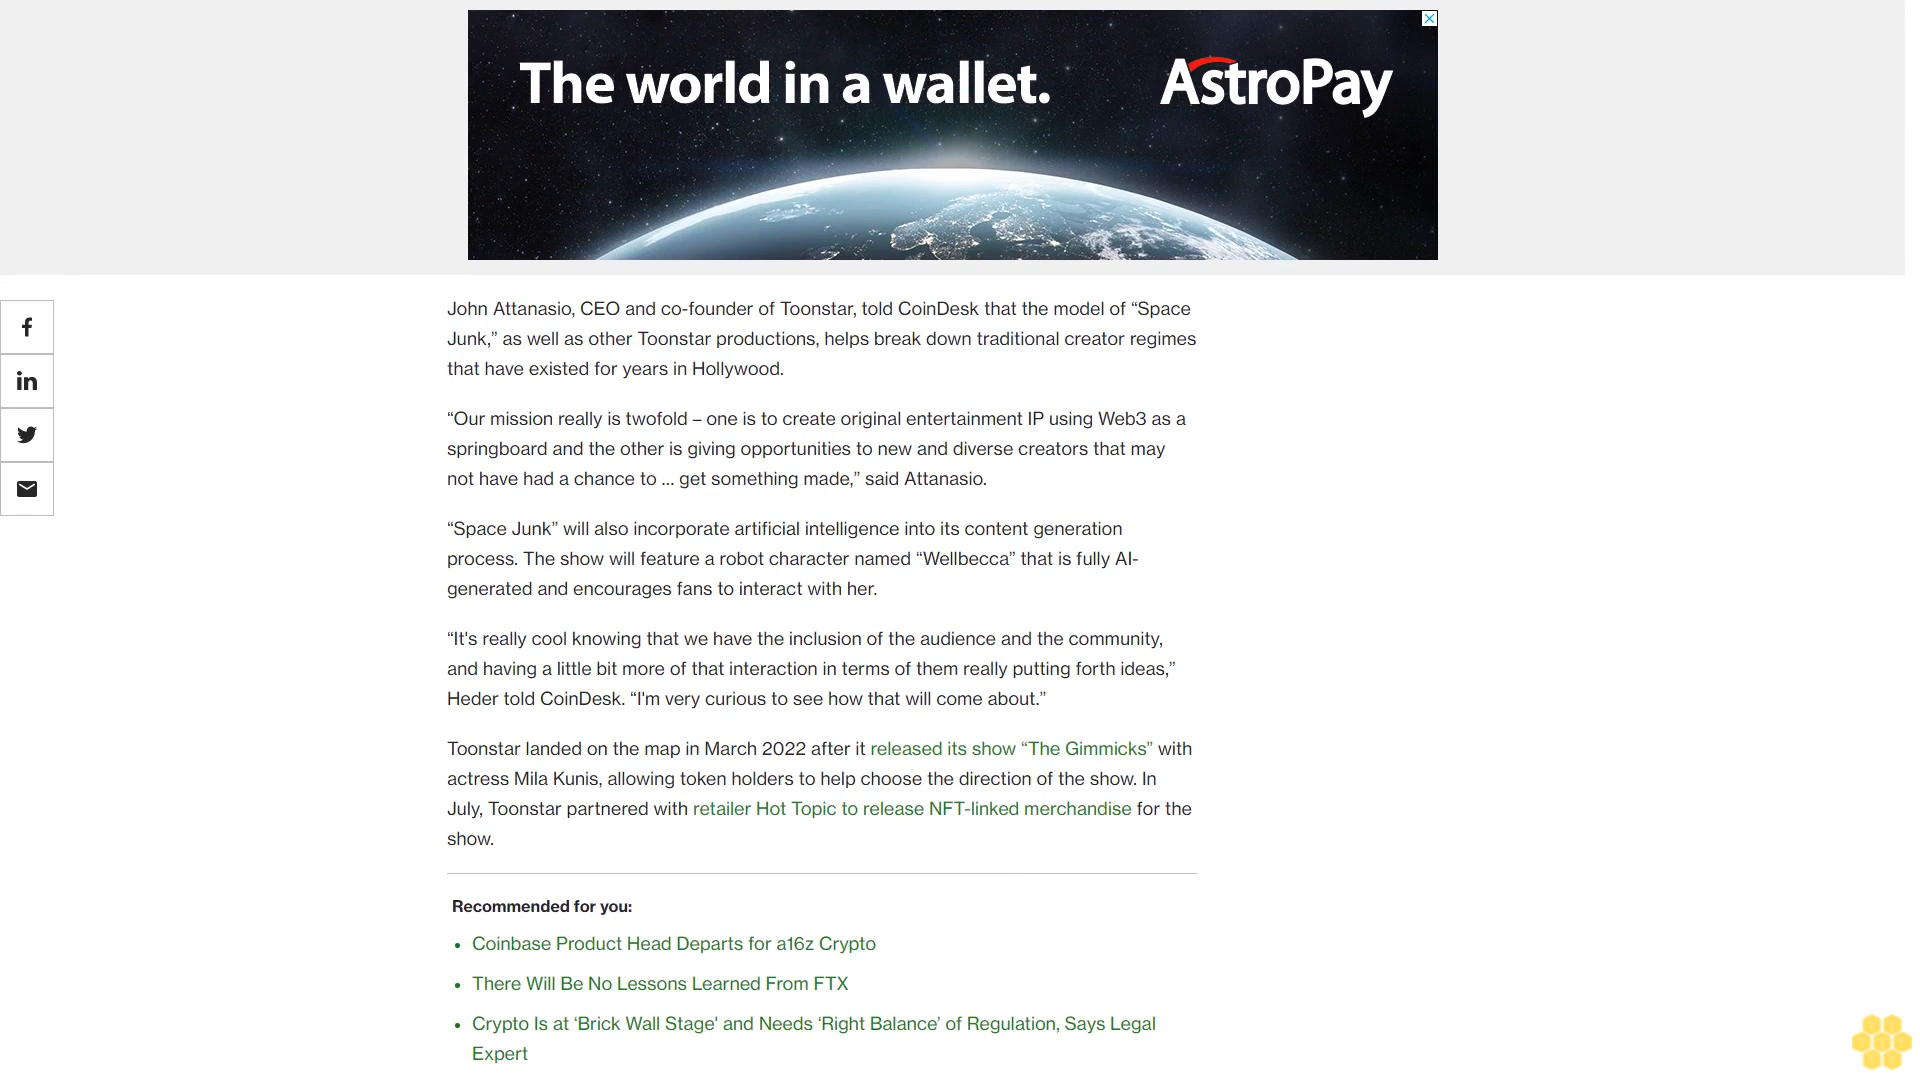 The world in a wallet.
AstroPay
John Attanasio, CEO and co-founder of Toonstar, told CoinDesk that the model of “Space
Junk,” as well as other Toonstar productions, helps break down traditional creator regimes
that have existed for years in Hollywood.
“Our mission really is twofold – one is to create original entertainment IP using Web3 as a
springboard and the other is giving opportunities to new and diverse creators that may
not have had a chance to ... get something made,” said Attanasio.
“Space Junk” will also incorporate artificial intelligence into its content generation
process. The show will feature a robot character named “Wellbecca” that is fully AI-
generated and encourages fans to interact with her.
“It's really cool knowing that we have the inclusion of the audience and the community,
and having a little bit more of that interaction in terms of them really putting forth ideas,”
Heder told CoinDesk. “I'm very curious to see how that will come about.”
Toonstar landed on the map in March 2022 after it released its show “The Gimmicks” with
actress Mila Kunis, allowing token holders to help choose the direction of the show. In
July, Toonstar partnered with retailer Hot Topic to release NFT-linked merchandise for the
show.
Recommended for you:
• Coinbase Product Head Departs for a16z Crypto
• There Will Be No Lessons Learned From FTX
• Crypto Is at ‘Brick Wall Stage' and Needs ‘Right Balance’ of Regulation, Says Legal
Expert